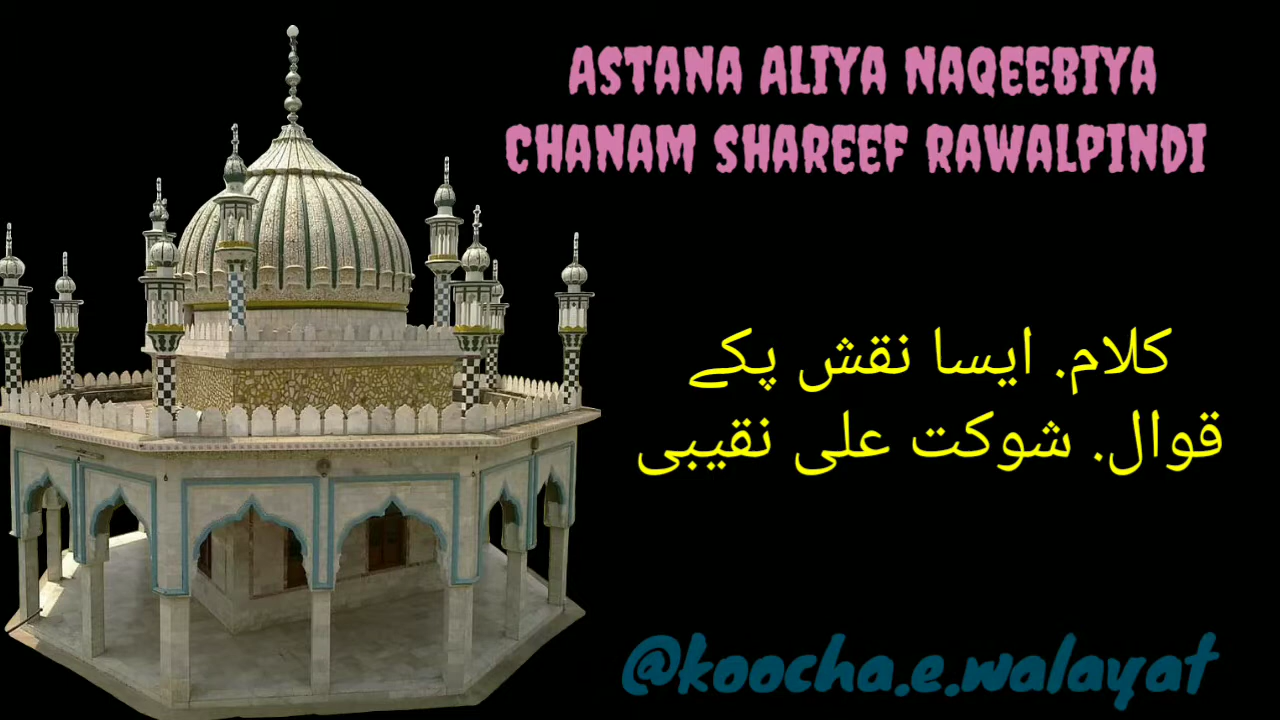 ASTANA ALIYA NAQEEBIYA
CHANAM SHAREEF RAWALPINDI
کلام. ایسا نقش پکے
قوال. شوکت علی نقیبی
@koocha.e.walayat